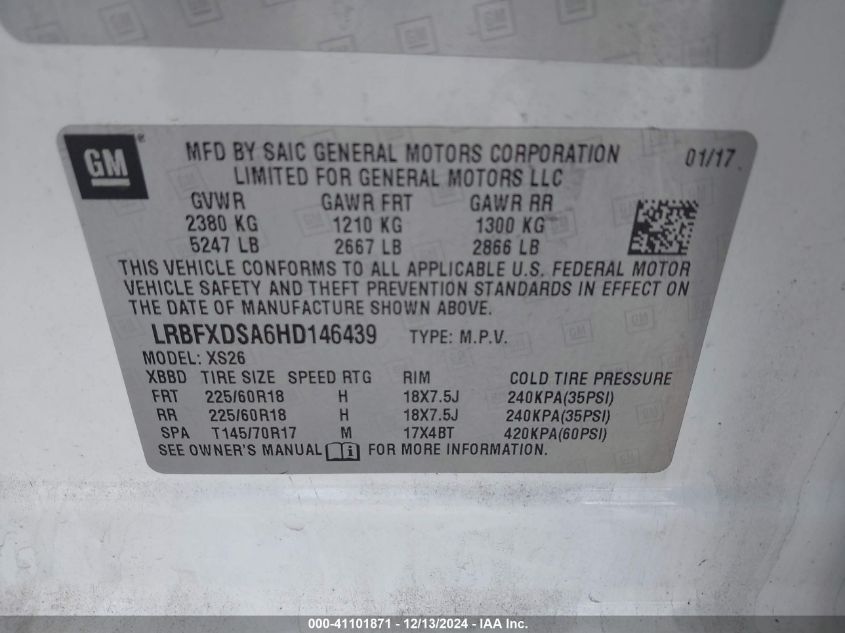 GM
MFD BY SAIC GENERAL MOTORS CORPORATION 01/17
LIMITED FOR GENERAL MOTORS LLC
GVWR GAWR FRT GAWR RR
2380 KG 1210 KG 1300 KG
5247 LB 2667 LB 2866 LB
THIS VEHICLE CONFORMS TO ALL APPLICABLE U.S. FEDERAL MOTOR
VEHICLE SAFETY AND THEFT PREVENTION STANDARDS IN EFFECT ON
THE DATE OF MANUFACTURE SHOWN ABOVE.
LRBFXDSA6HD146439 TYPE: M.P.V.
MODEL: XS26
XBBD TIRE SIZE SPEED RTG RIM COLD TIRE PRESSURE
FRT 225/60R18 H 18X7.5J 240KPA(35PSI)
RR 225/60R18 H 18X7.5J 240KPA(35PSI)
SPA T145/70R17 M 17X4BT 420KPA(60PSI)
SEE OWNER'S MANUAL FOR MORE INFORMATION.
000-41101871 - 12/13/2024 - IAA Inc.